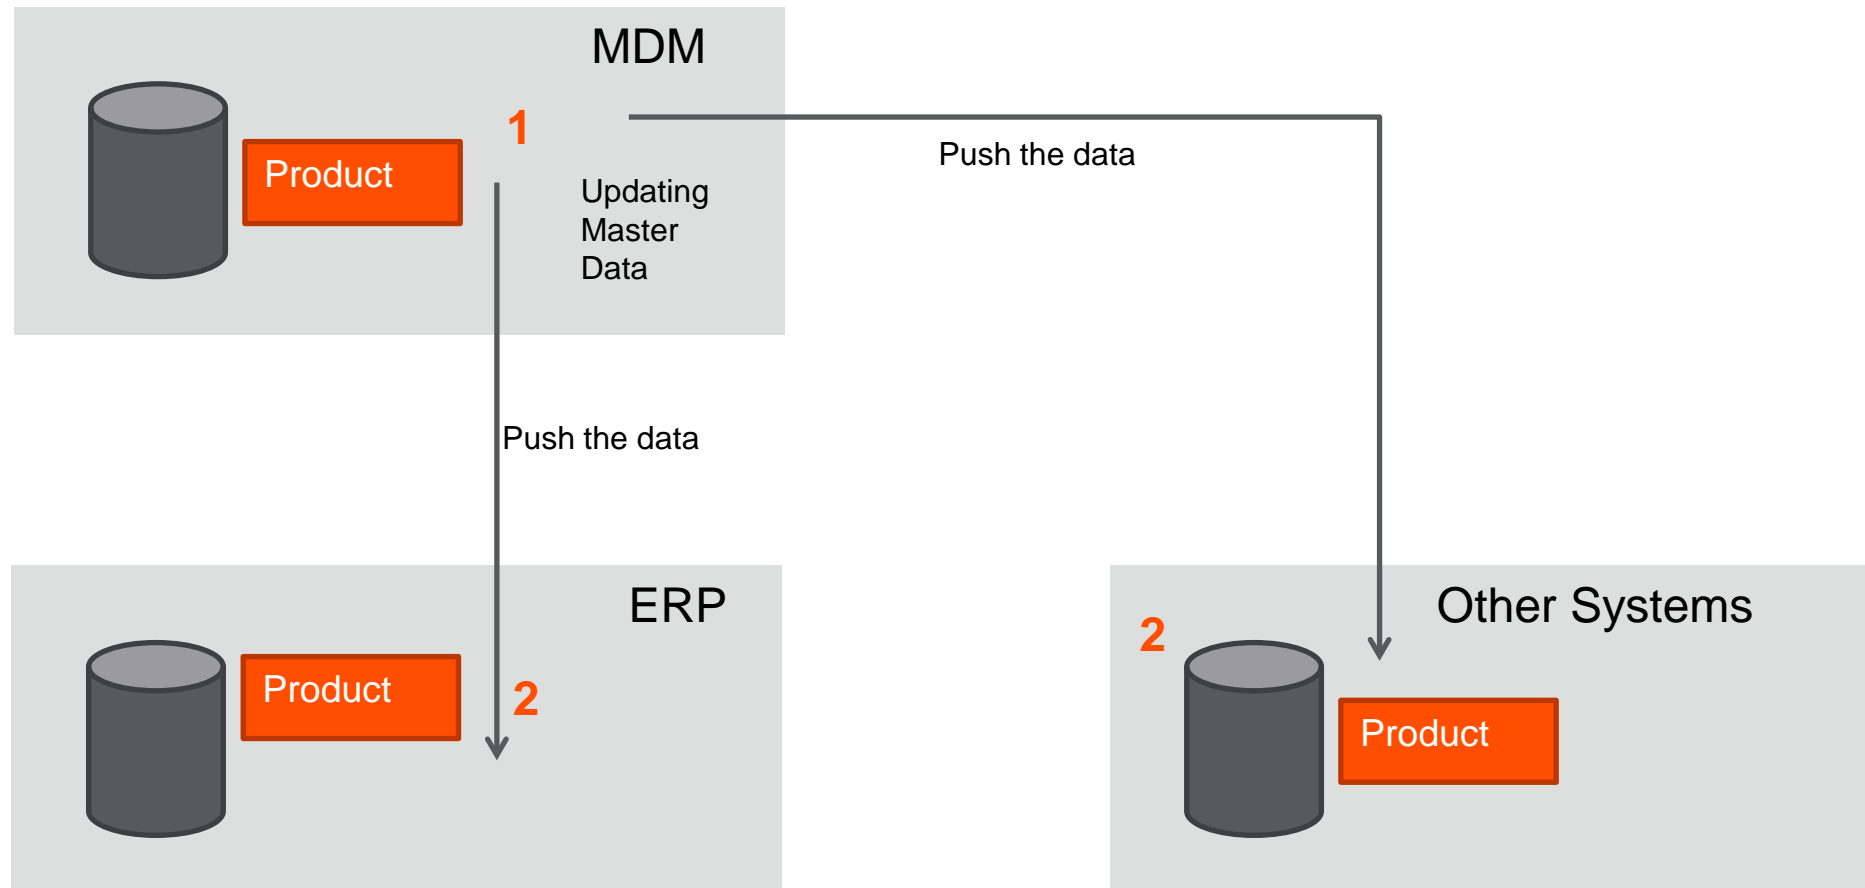 MDM
1
Product
Updating
Master
Data
Push the data
Push the data
ERP
Product
2
Other Systems
2
Product